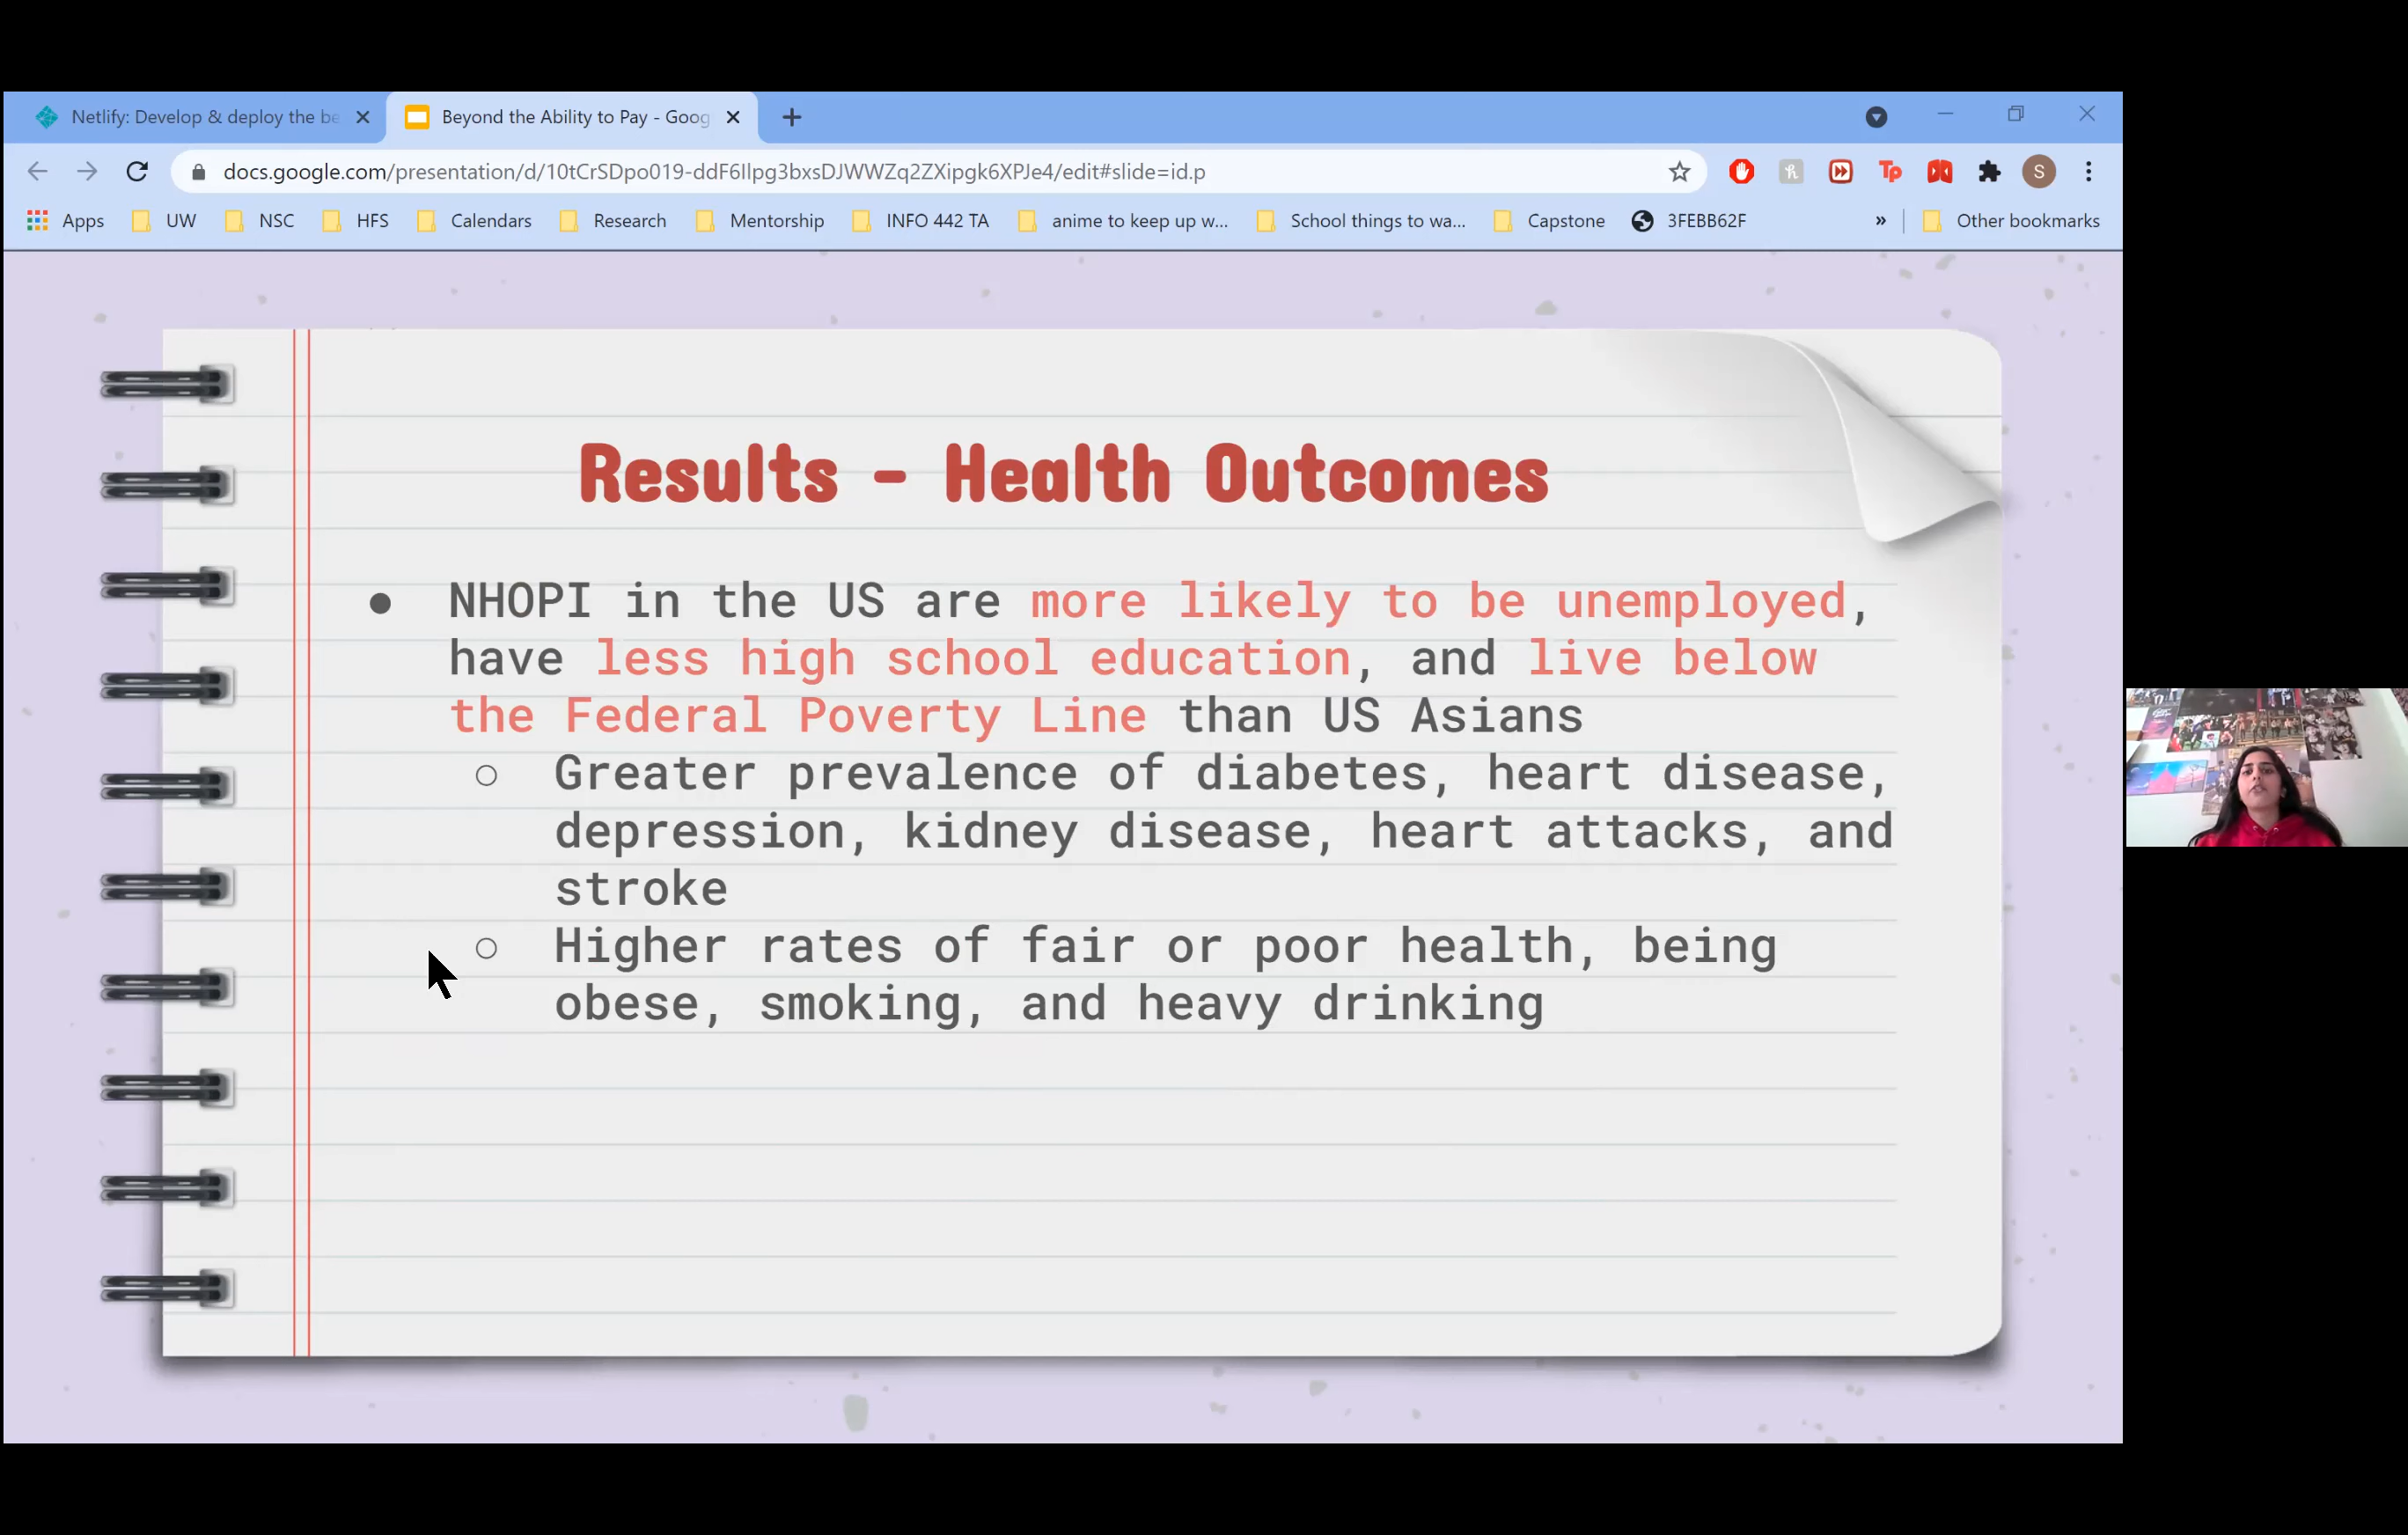 Netlify: Develop & deploy the be
Beyond the Ability to Pay - Goog
docs.google.com/presentation/d/10tCrSDpo019-ddF6Ilpg3bxsDJWWZq2ZXipgk6XPJe4/edit#slide=id.p
Tp
S
Apps UW NSC HFS Calendars Research Mentorship INFO 442 TA anime to keep up w... School things to wa... Capstone 3FEBB62F » Other bookmarks
Results - Health Outcomes
● NHOPI in the US are more likely to be unemployed,
have less high school education, and live below
the Federal Poverty Line than US Asians
○ Greater prevalence of diabetes, heart disease,
depression, kidney disease, heart attacks, and
stroke
○ Higher rates of fair or poor health, being
obese, smoking, and heavy drinking